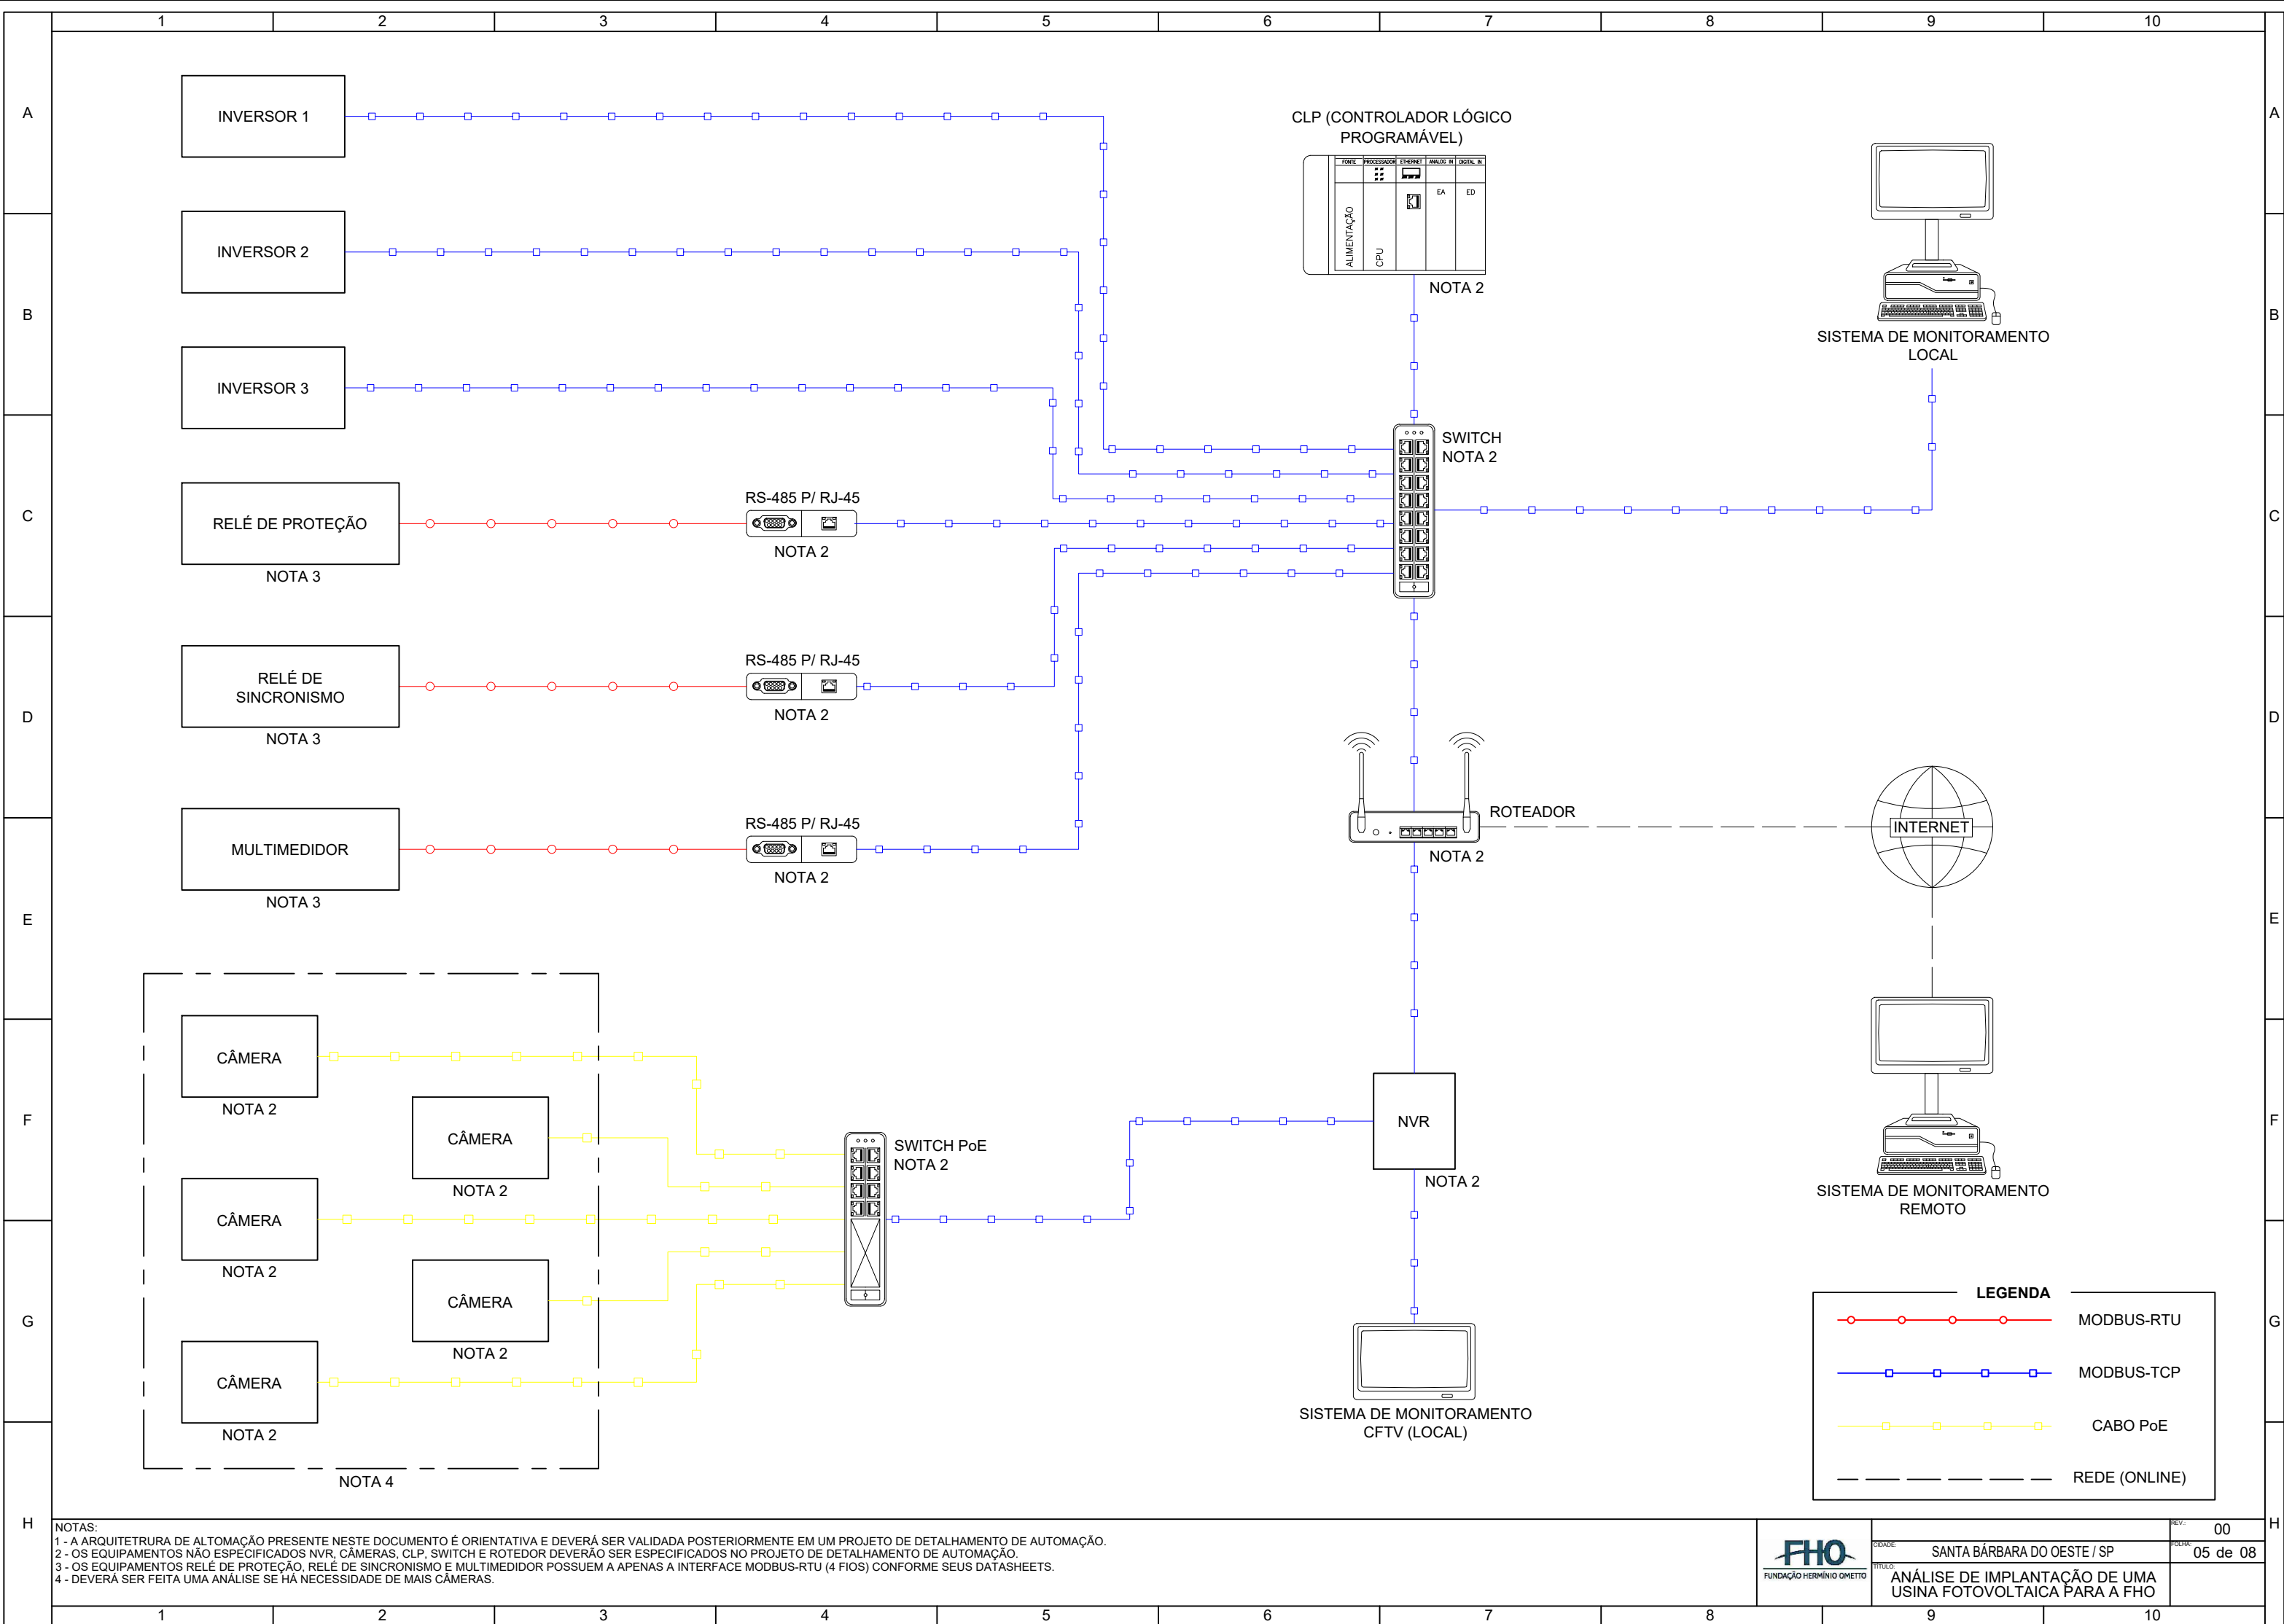 1 2 3 4 5 6 7 8 9 10
A
A
INVERSOR 1
CLP (CONTROLADOR LÓGICO
PROGRAMÁVEL)
FONTE PROCESSADOR ETHERNET ANALOG IN DIGITAL IN
EA ED
ALIMENTAÇÃO
CPU
NOTA 2
INVERSOR 2
B
B
SISTEMA DE MONITORAMENTO
LOCAL
INVERSOR 3
SWITCH
NOTA 2
C
C
RELÉ DE PROTEÇÃO
NOTA 3
RS-485 P/ RJ-45
NOTA 2
RELÉ DE
SINCRONISMO
NOTA 3
RS-485 P/ RJ-45
NOTA 2
D
D
MULTIMEDIDOR
NOTA 3
RS-485 P/ RJ-45
NOTA 2
ROTEADOR
NOTA 2
INTERNET
E
E
CÂMERA
NOTA 2
CÂMERA
NOTA 2
F
F
SWITCH PoE
NOTA 2
NVR
NOTA 2
SISTEMA DE MONITORAMENTO
REMOTO
CÂMERA
NOTA 2
CÂMERA
NOTA 2
G
G
CÂMERA
NOTA 2
NOTA 4
SISTEMA DE MONITORAMENTO
CFTV (LOCAL)
LEGENDA
MODBUS-RTU
MODBUS-TCP
CABO PoE
REDE (ONLINE)
H
H
NOTAS:
1 - A ARQUITETRURA DE ALTOMAÇÃO PRESENTE NESTE DOCUMENTO É ORIENTATIVA E DEVERÁ SER VALIDADA POSTERIORMENTE EM UM PROJETO DE DETALHAMENTO DE AUTOMAÇÃO.
2 - OS EQUIPAMENTOS NÃO ESPECIFICADOS NVR, CÂMERAS, CLP, SWITCH E ROTEDOR DEVERÃO SER ESPECIFICADOS NO PROJETO DE DETALHAMENTO DE AUTOMAÇÃO.
3 - OS EQUIPAMENTOS RELÉ DE PROTEÇÃO, RELÉ DE SINCRONISMO E MULTIMEDIDOR POSSUEM A APENAS A INTERFACE MODBUS-RTU (4 FIOS) CONFORME SEUS DATASHEETS.
4 - DEVERÁ SER FEITA UMA ANÁLISE SE HÁ NECESSIDADE DE MAIS CÂMERAS.
FHO
FUNDAÇÃO HERMÍNIO OMETTO
REV.: 00
CIDADE: SANTA BÁRBARA DO OESTE / SP
FOLHA: 05 de 08
TÍTULO: ANÁLISE DE IMPLANTAÇÃO DE UMA
USINA FOTOVOLTAICA PARA A FHO
1 2 3 4 5 6 7 8 9 10